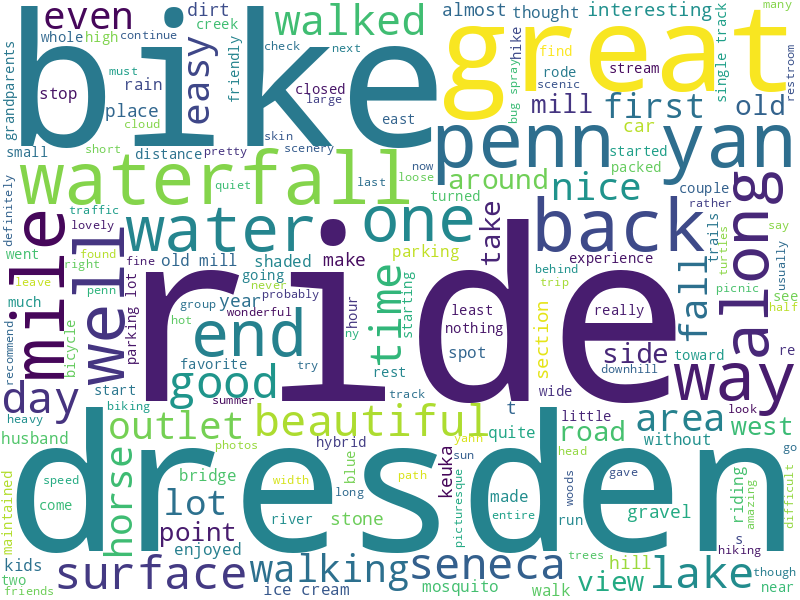 bike
great
ride
dresden
penn yan
waterfall
water
back
way
along
mile
well
end
one
good
day
surface
walking
seneca
lake
beautiful
outlet
area
even
walked
easy
first
old
mill
around
nice
fall
time
side
road
west
view
hill
horse
lot
point
stone
take
place
rain
dirt
creek
friendly
grandparents
whole
high
continue
check
next
must
stop
cloud
small
short
distance
pretty
skin
scenery
closed
large
east
almost
thought
interesting
hike
find
rode
scenic
stream
bug spray
single track
many
restroom
car
started
packed
couple
rather
now
loose
last
quiet
turned
definitely
traffic
lovely
found
right
fine
old mill
shaded
make
parking
going
never
year
hour
probably
wonderful
group
hot
ny
starting
experience
behind
trip
trails
turtles
picnic
say
usually
see
half
leave
went
penn
much
bicycle
parking lot
recommend
start
favorite
try
rest
summer
track
biking
least
nothing
spot
really
section
wide
downhill
toward
re
look
go
heavy
husband
photos
hybrid
t
quite
yann
little
without
maintained
speed
come
bridge
width
blue
sun
path
long
river
keuka
picturesque
made
entire
head
gave
woods
run
gravel
riding
amazing
difficult
s
hiking
enjoyed
kids
two
friends
ice cream
mosquito
walk
trees
though
near